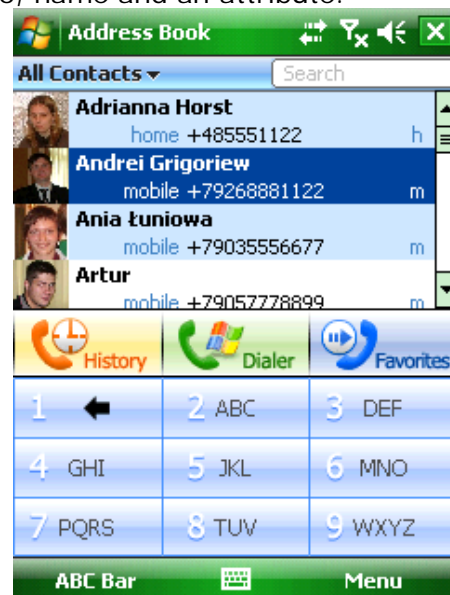 o, name and an attribute.
Address Book
All Contacts
Search
Adrianna Horst
home +485551122 h
Andrei Grigoriew
mobile +79268881122 m
Ania Łuniowa
mobile +79035556677 m
Artur
mobile +79057778899 m
History Dialer Favorites
1 2 ABC 3 DEF
4 GHI 5 JKL 6 MNO
7 PQRS 8 TUV 9 WXYZ
ABC Bar Menu